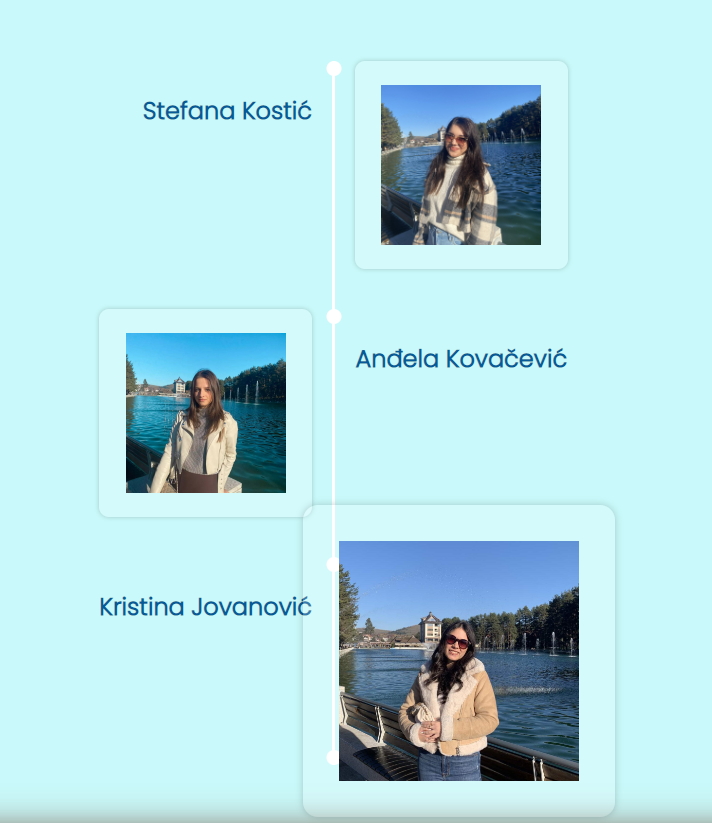 Stefana Kostić
Anđela Kovačević
Kristina Jovanović